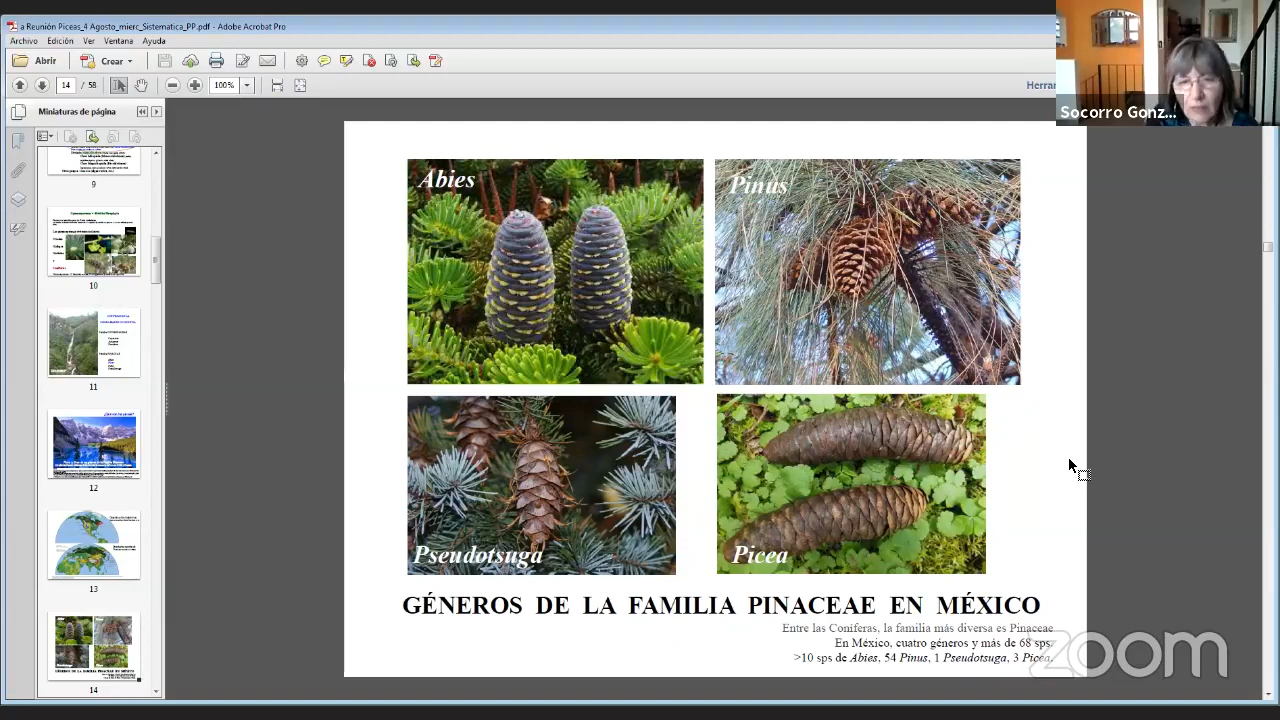 a Reunión Piceas_4 Agosto_mierc_Sistematica_PP.pdf - Adobe Acrobat Pro
Archivo Edición Ver Ventana Ayuda
Abrir Crear
14 / 58 100% Herrar
Miniaturas de página
Socorro Gonz...
9
10
11
12
13
14
Abies
Pinus
Pseudotsuga
Picea
GÉNEROS DE LA FAMILIA PINACEAE EN MÉXICO
Entre las Coníferas, la familia más diversa es Pinaceae
En México, cuatro géneros y más de 68 sps.
>10 sps de Abies, 54 Pinus, 1 Pseudotsuga, 3 Picea.
zoom